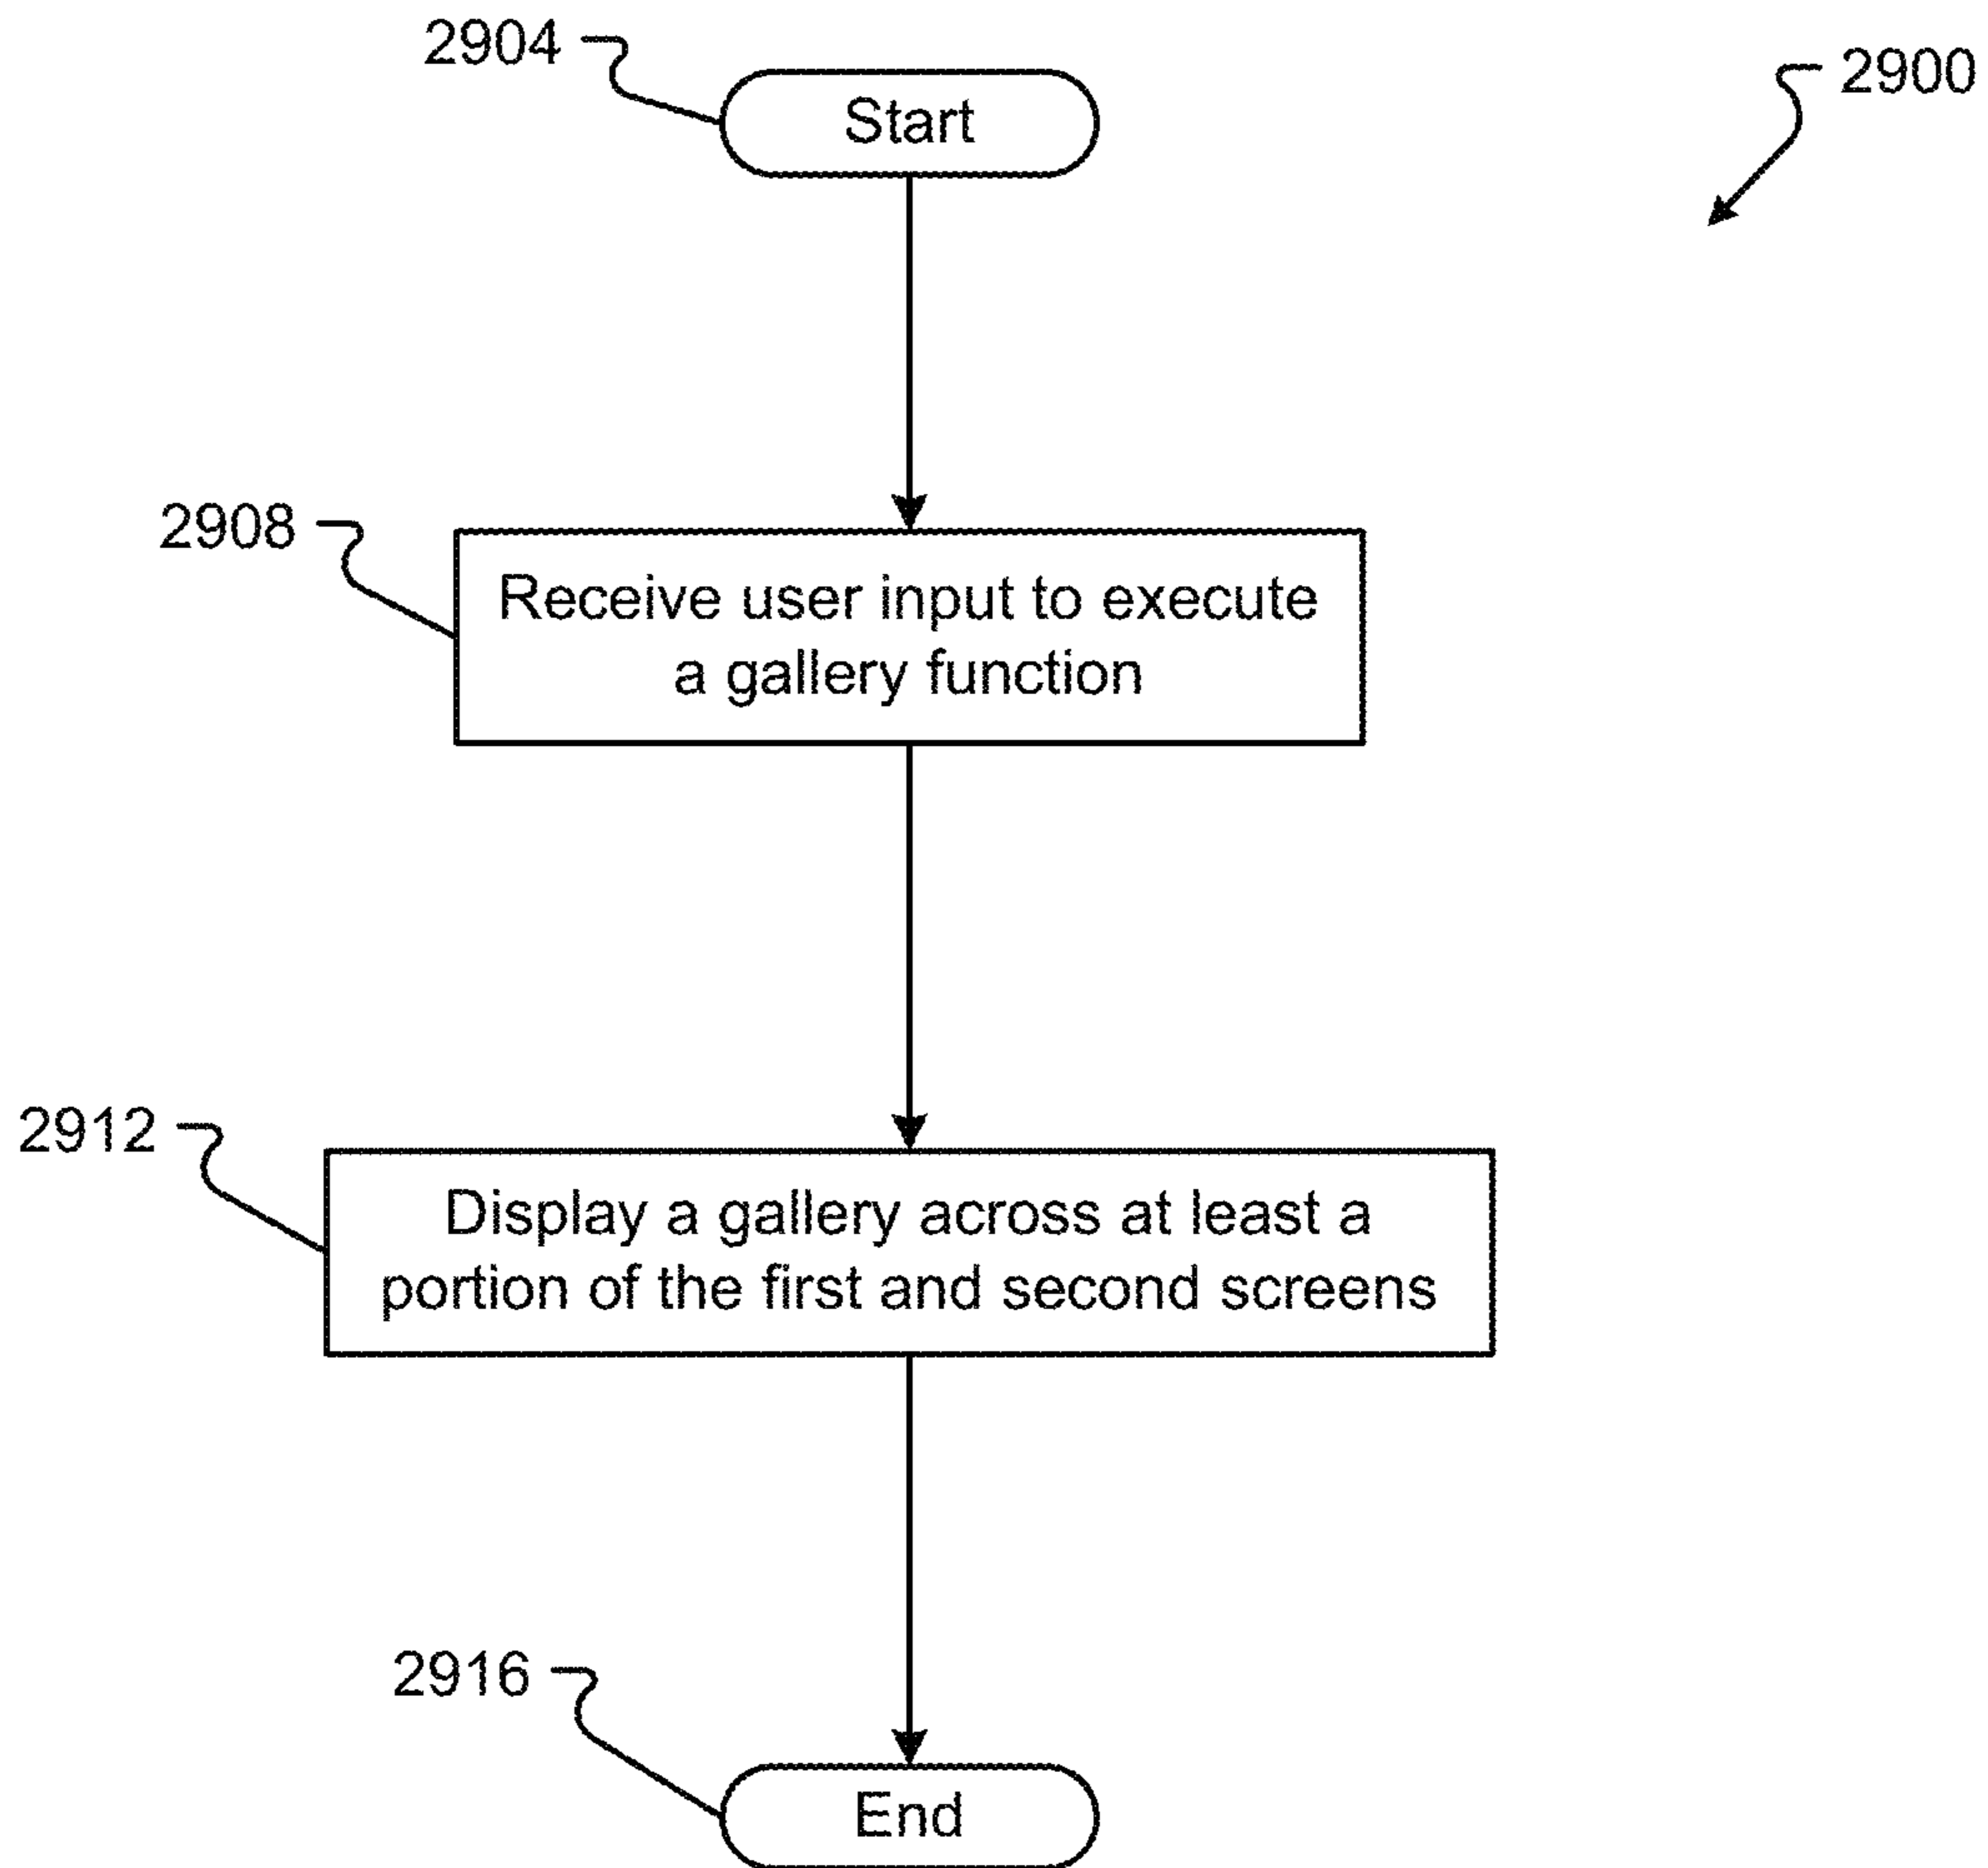 2904
Start
2900
2908
Receive user input to execute
a gallery function
2912
Display a gallery across at least a
portion of the first and second screens
2916
End